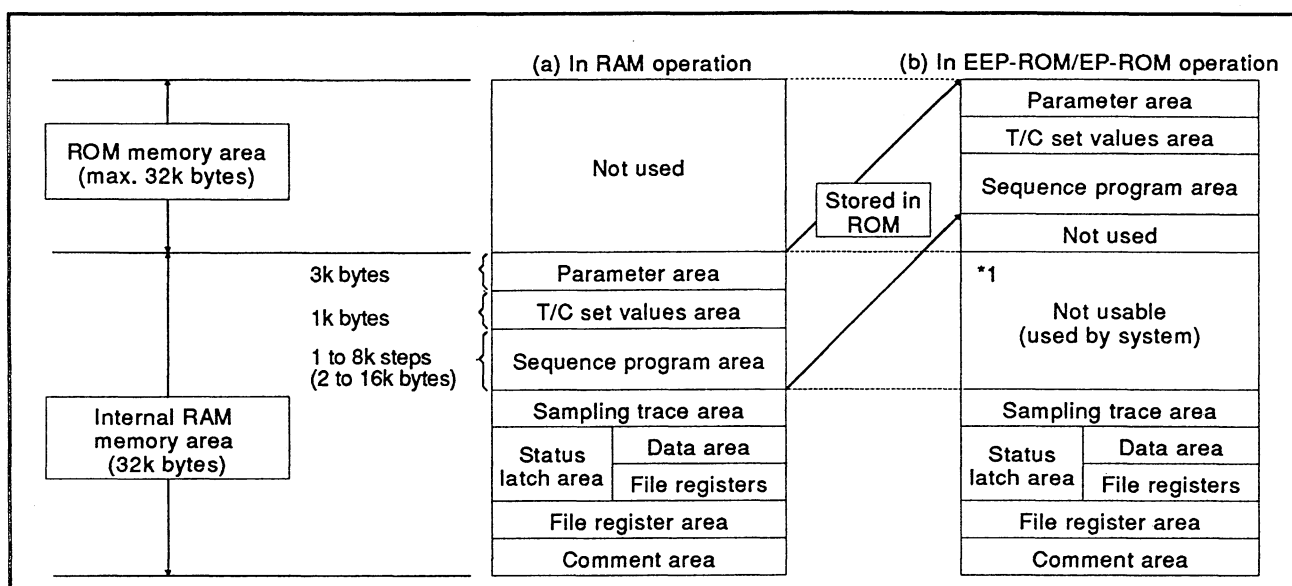 (a) In RAM operation
(b) In EEP-ROM/EP-ROM operation
ROM memory area
(max. 32k bytes)
Not used
Stored in
ROM
Parameter area
T/C set values area
Sequence program area
Not used
3k bytes
Parameter area
1k bytes
T/C set values area
1 to 8k steps
(2 to 16k bytes)
Sequence program area
*1
Not usable
(used by system)
Internal RAM
memory area
(32k bytes)
Sampling trace area
Status
latch area
Data area
File registers
File register area
Comment area
Sampling trace area
Status
latch area
Data area
File registers
File register area
Comment area